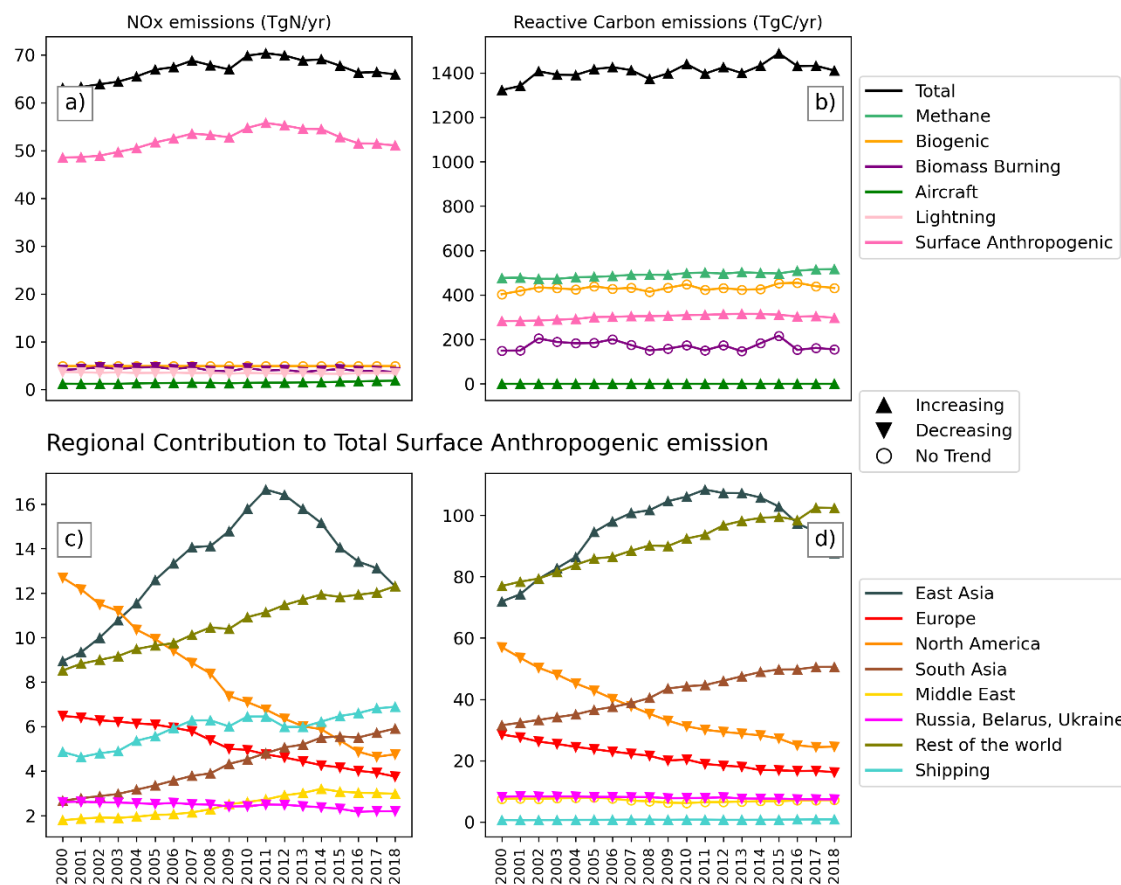 NOx emissions (TgN/yr)
Reactive Carbon emissions (TgC/yr)
70
60
50
40
30
20
10
0
a)
1400
1200
1000
800
600
400
200
0
b)
Total
Methane
Biogenic
Biomass Burning
Aircraft
Lightning
Surface Anthropogenic
Increasing
Decreasing
No Trend
Regional Contribution to Total Surface Anthropogenic emission
16
14
12
10
8
6
4
2
c)
2000 2001 2002 2003 2004 2005 2006 2007 2008 2009 2010 2011 2012 2013 2014 2015 2016 2017 2018
100
80
60
40
20
0
d)
2000 2001 2002 2003 2004 2005 2006 2007 2008 2009 2010 2011 2012 2013 2014 2015 2016 2017 2018
East Asia
Europe
North America
South Asia
Middle East
Russia, Belarus, Ukraine
Rest of the world
Shipping